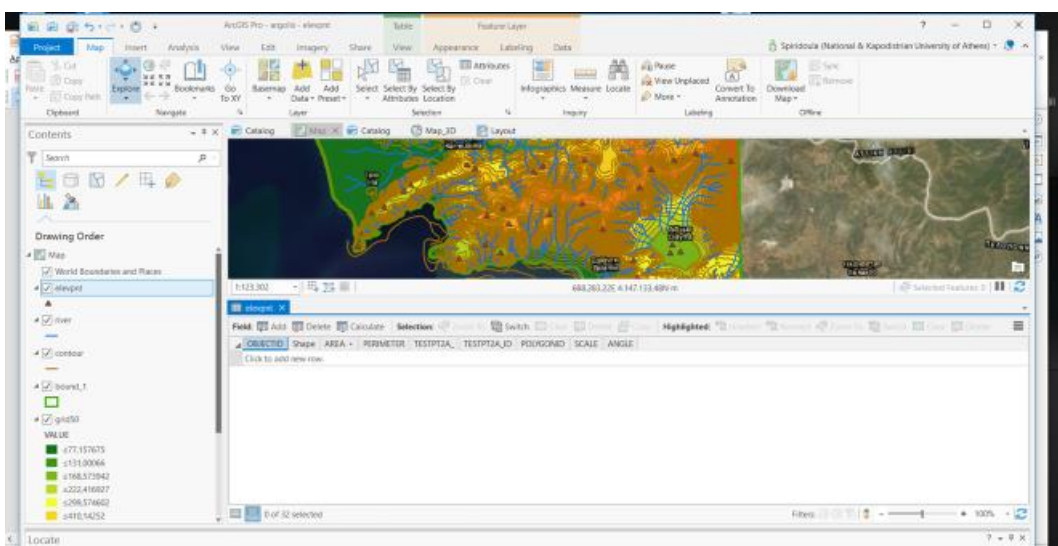 ArcGIS Pro - argolis - elevpnt
Table
Feature Layer
?
Project Map Insert Analysis View Edit Imagery Share View Appearance Labeling Data
Spiridoula (National & Kapodistrian University of Athens)
Paste
Cut
Copy
Copy Path
Explore
Bookmarks
Go To XY
Basemap
Add Data
Add Preset
Select
Select By Attributes
Select By Location
Attributes
Clear
Infographics
Measure
Locate
Pause
View Unplaced
More
Convert To Annotation
Download Map
Sync
Remove
Clipboard
Navigate
Layer
Selection
Inquiry
Labeling
Offline
Contents
Catalog Map Catalog Map_3D Layout
Search
Drawing Order
Map
World Boundaries and Places
elevpnt
river
contour
bound_1
grid50
VALUE
≤77,157675
≤131,00066
≤168,573942
≤222,416927
≤299,574602
≤410,14252
1:123.302
Selected Features: 0
elevpnt
Field: Add Delete Calculate Selection: Switch Highlighted:
OBJECTID Shape AREA PERIMETER TESTPT2A_ TESTPT2A_ID POLYGONID SCALE ANGLE
Click to add new row.
0 of 32 selected
Filters:
100%
Locate
?